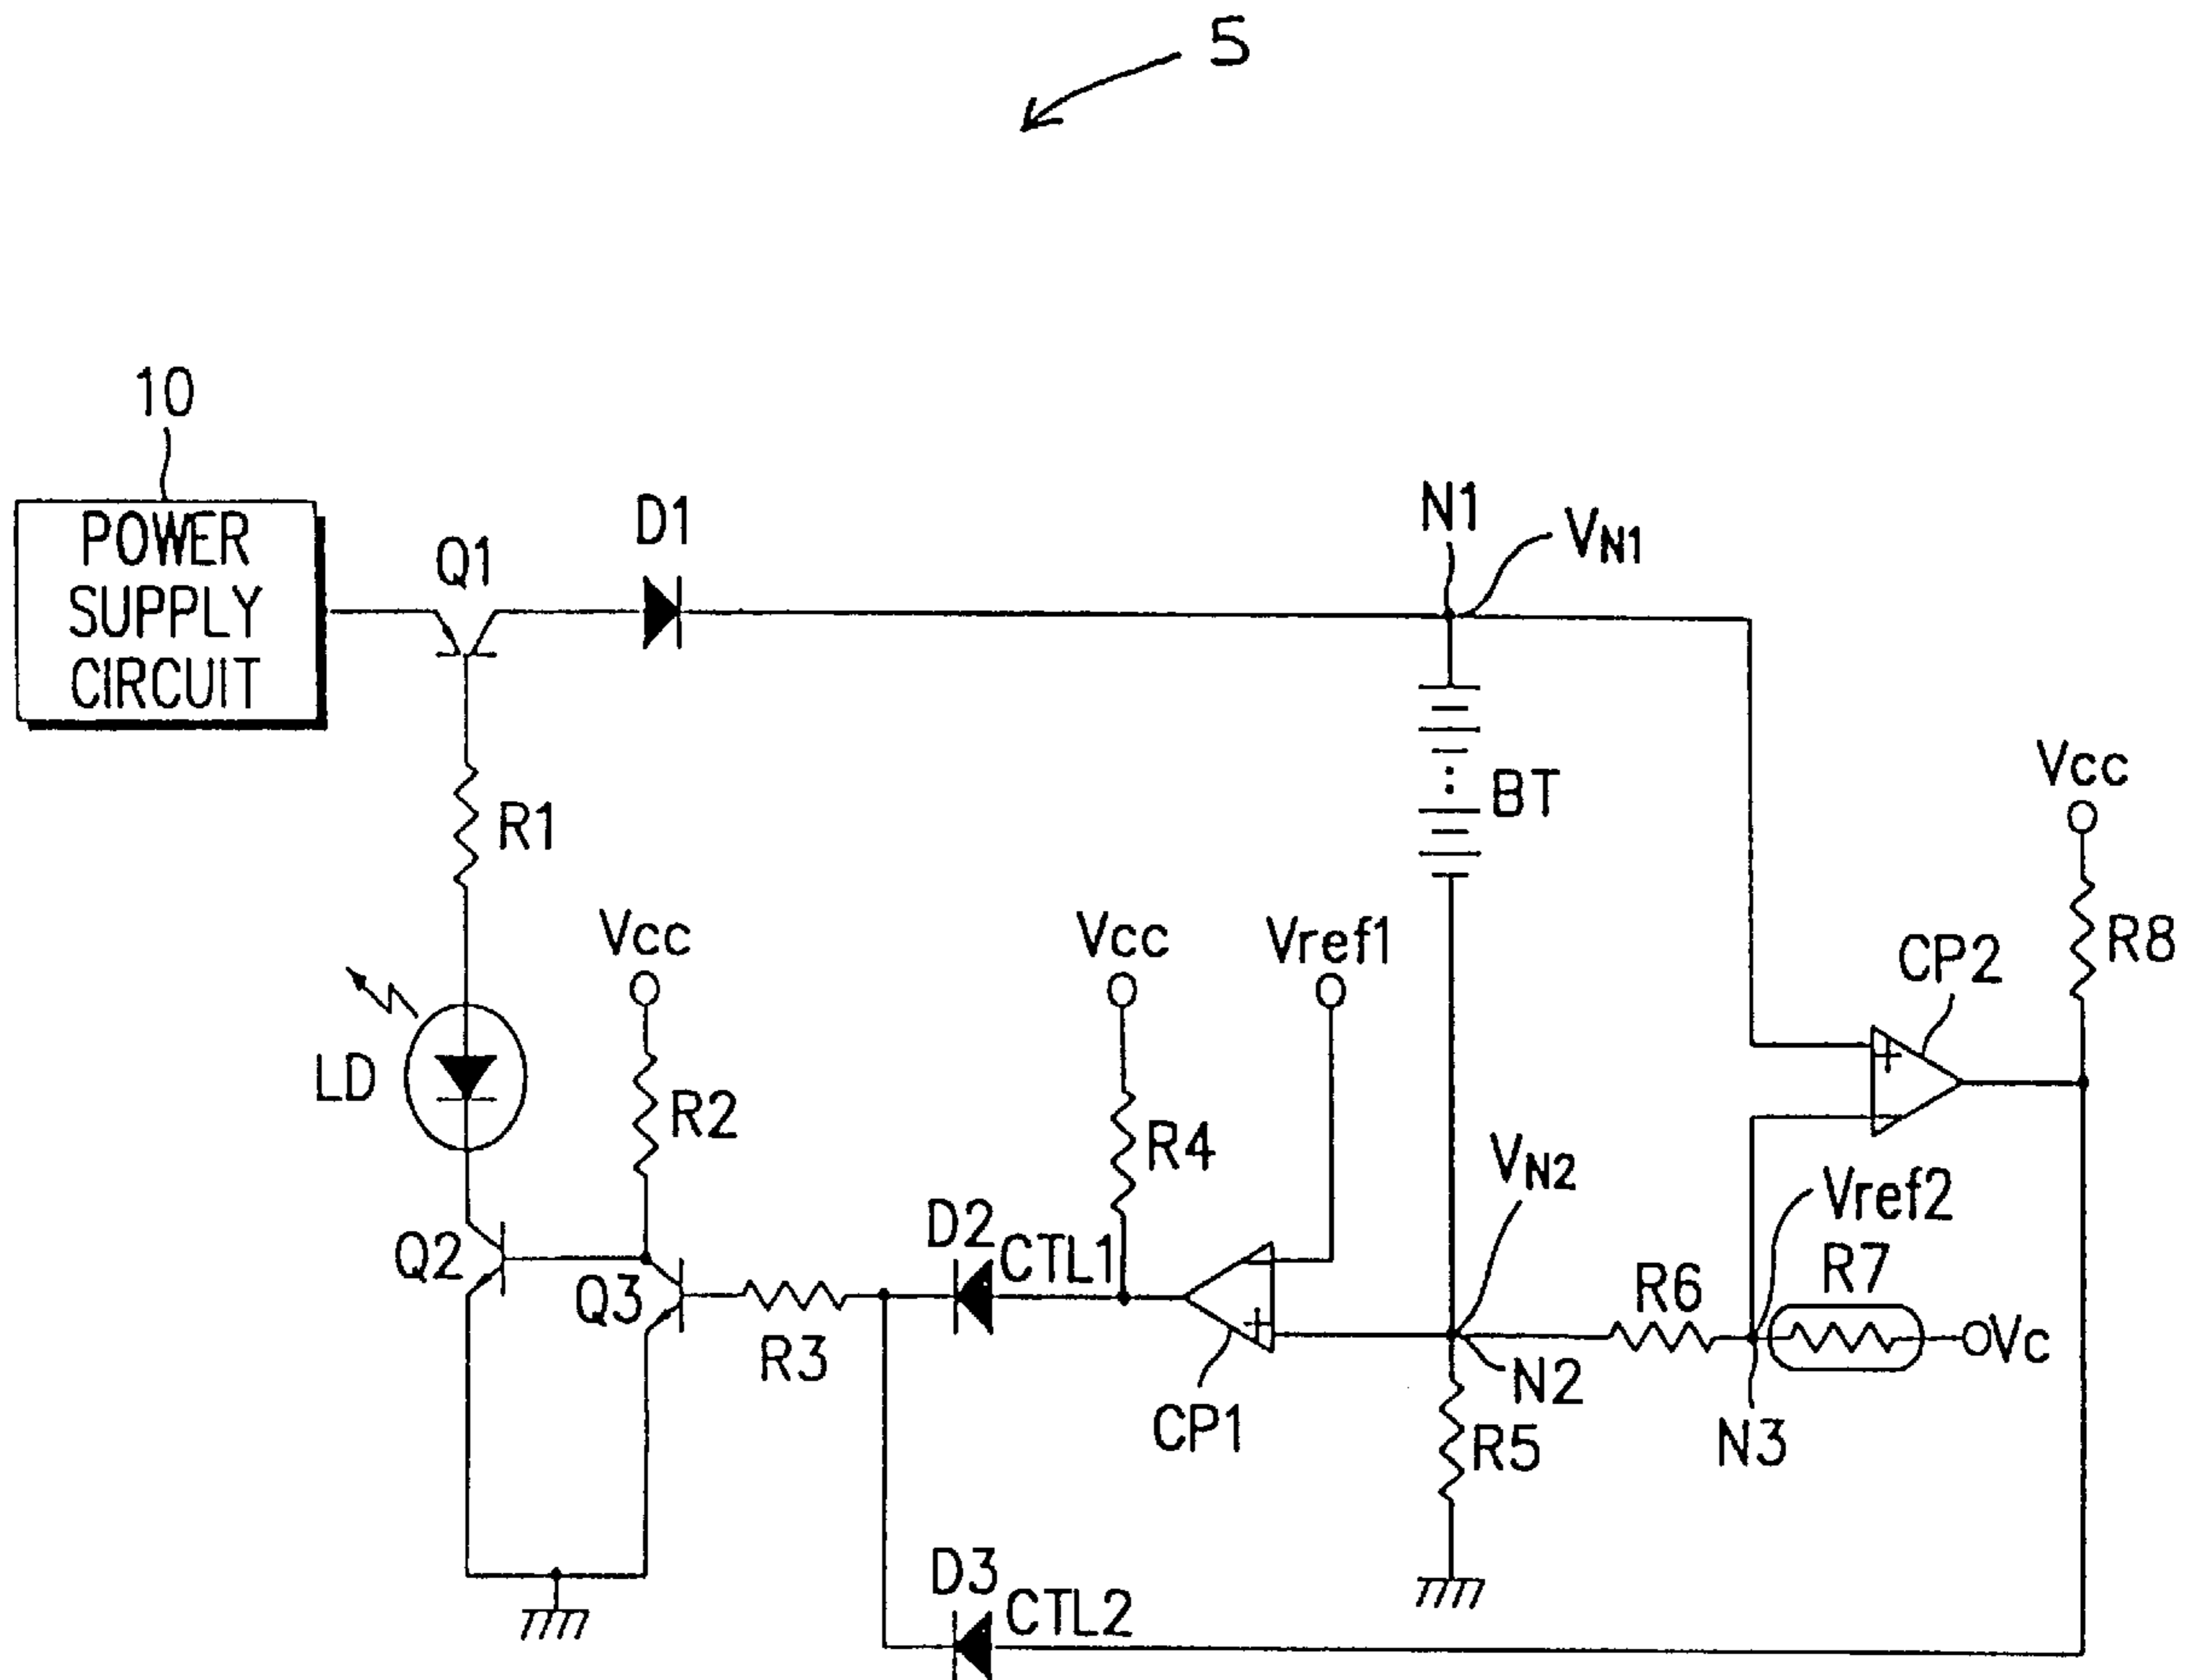 5
10
POWER
SUPPLY
CIRCUIT
Q1
D1
N1
VN1
R1
BT
Vcc
R8
CP2
Vcc
Vcc
Vref1
LD
R2
R4
VN2
Vref2
R7
R6
Vc
Q2
Q3
D2
CTL1
R3
CP1
N2
R5
N3
D3
CTL2
+
+